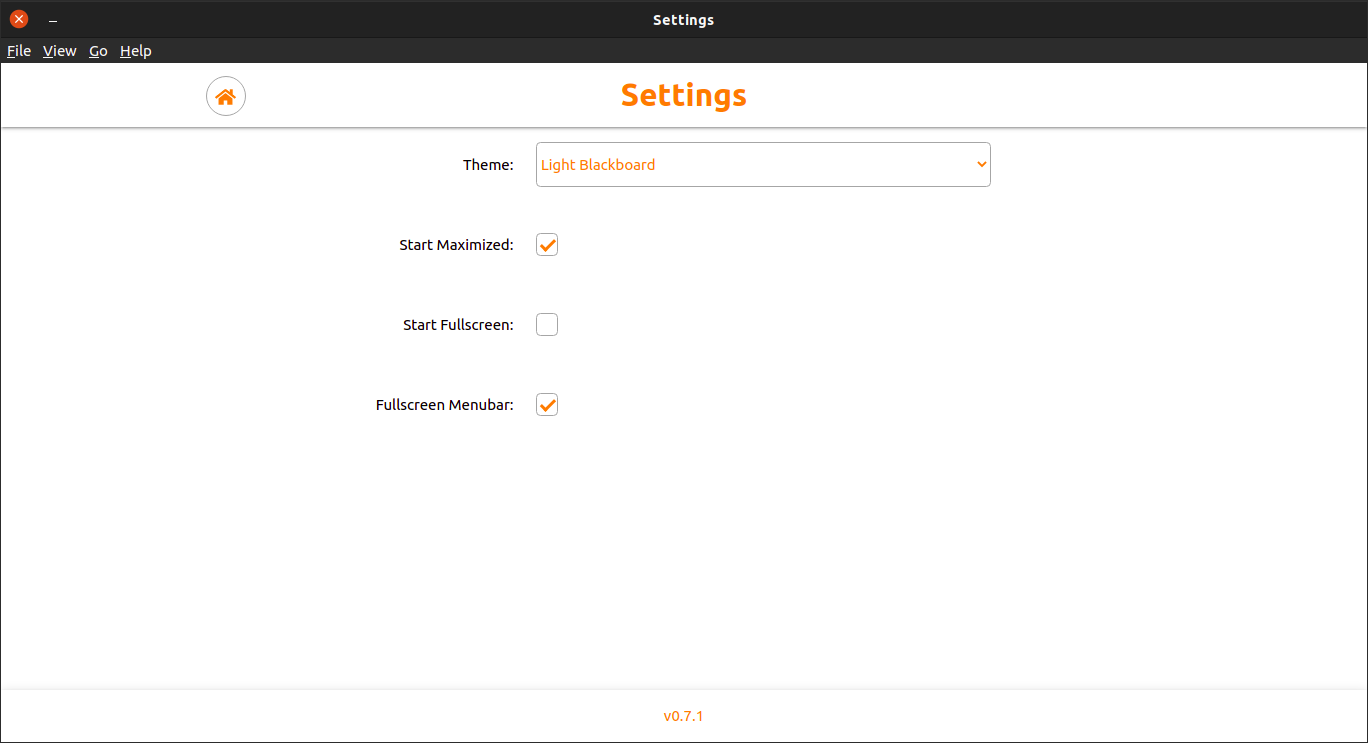 Settings
File View Go Help
Settings
Theme: Light Blackboard
Start Maximized:
Start Fullscreen:
Fullscreen Menubar:
v0.7.1